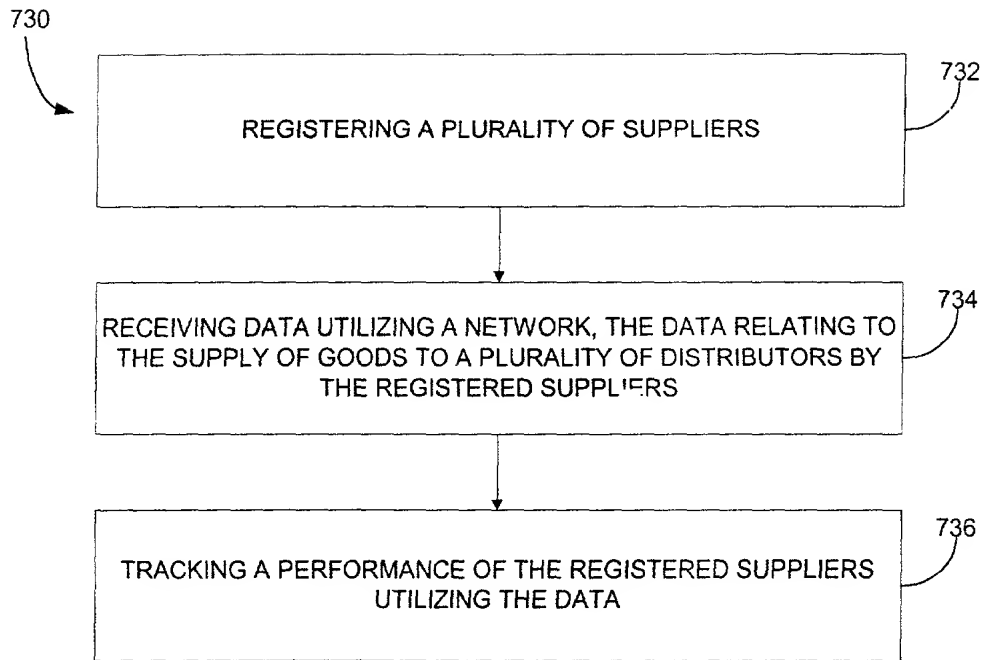 730
732
REGISTERING A PLURALITY OF SUPPLIERS
734
RECEIVING DATA UTILIZING A NETWORK, THE DATA RELATING TO
THE SUPPLY OF GOODS TO A PLURALITY OF DISTRIBUTORS BY
THE REGISTERED SUPPLIERS
736
TRACKING A PERFORMANCE OF THE REGISTERED SUPPLIERS
UTILIZING THE DATA